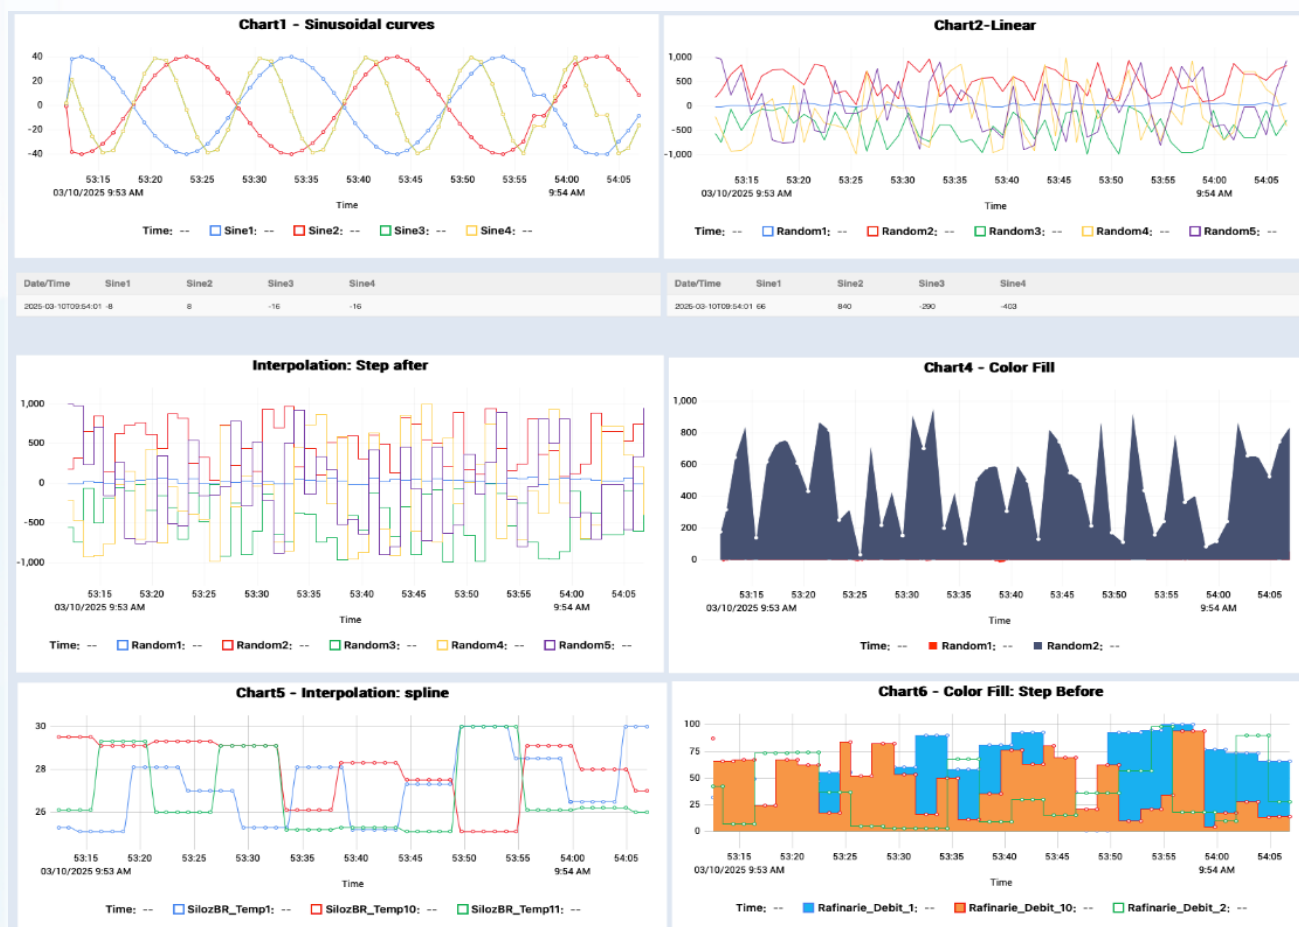 Chart1 - Sinusoidal curves
40
20
0
-20
-40
53:15 53:20 53:25 53:30 53:35 53:40 53:45 53:50 53:55 54:00 54:05
03/10/2025 9:53 AM 9:54 AM
Time
Time: -- Sine1: -- Sine2: -- Sine3: -- Sine4: --
Chart2-Linear
1,000
500
0
-500
-1,000
53:15 53:20 53:25 53:30 53:35 53:40 53:45 53:50 53:55 54:00 54:05
03/10/2025 9:53 AM 9:54 AM
Time
Time: -- Random1: -- Random2: -- Random3: -- Random4: -- Random5: --
Date/Time Sine1 Sine2 Sine3 Sine4
2025-03-10T09:54:01 -8 8 -16 -16
Date/Time Sine1 Sine2 Sine3 Sine4
2025-03-10T09:54:01 66 840 -290 -403
Interpolation: Step after
1,000
500
0
-500
-1,000
53:15 53:20 53:25 53:30 53:35 53:40 53:45 53:50 53:55 54:00 54:05
03/10/2025 9:53 AM 9:54 AM
Time
Time: -- Random1: -- Random2: -- Random3: -- Random4: -- Random5: --
Chart4 - Color Fill
1,000
800
600
400
200
0
53:15 53:20 53:25 53:30 53:35 53:40 53:45 53:50 53:55 54:00 54:05
03/10/2025 9:53 AM 9:54 AM
Time
Time: -- Random1: -- Random2: --
Chart5 - Interpolation: spline
30
28
26
53:15 53:20 53:25 53:30 53:35 53:40 53:45 53:50 53:55 54:00 54:05
03/10/2025 9:53 AM 9:54 AM
Time
Time: -- SilozBR_Temp1: -- SilozBR_Temp10: -- SilozBR_Temp11: --
Chart6 - Color Fill: Step Before
100
75
50
25
0
53:15 53:20 53:25 53:30 53:35 53:40 53:45 53:50 53:55 54:00 54:05
03/10/2025 9:53 AM 9:54 AM
Time
Time: -- Rafinarie_Debit_1: -- Rafinarie_Debit_10: -- Rafinarie_Debit_2: --